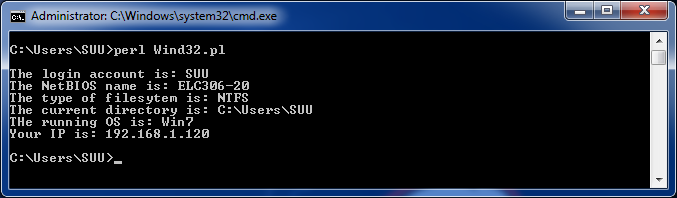 Administrator: C:\Windows\system32\cmd.exe
C:\Users\SUU>perl Wind32.pl
The login account is: SUU
The NetBIOS name is: ELC306-20
The type of filesytem is: NTFS
The current directory is: C:\Users\SUU
THe running OS is: Win7
Your IP is: 192.168.1.120
C:\Users\SUU>_